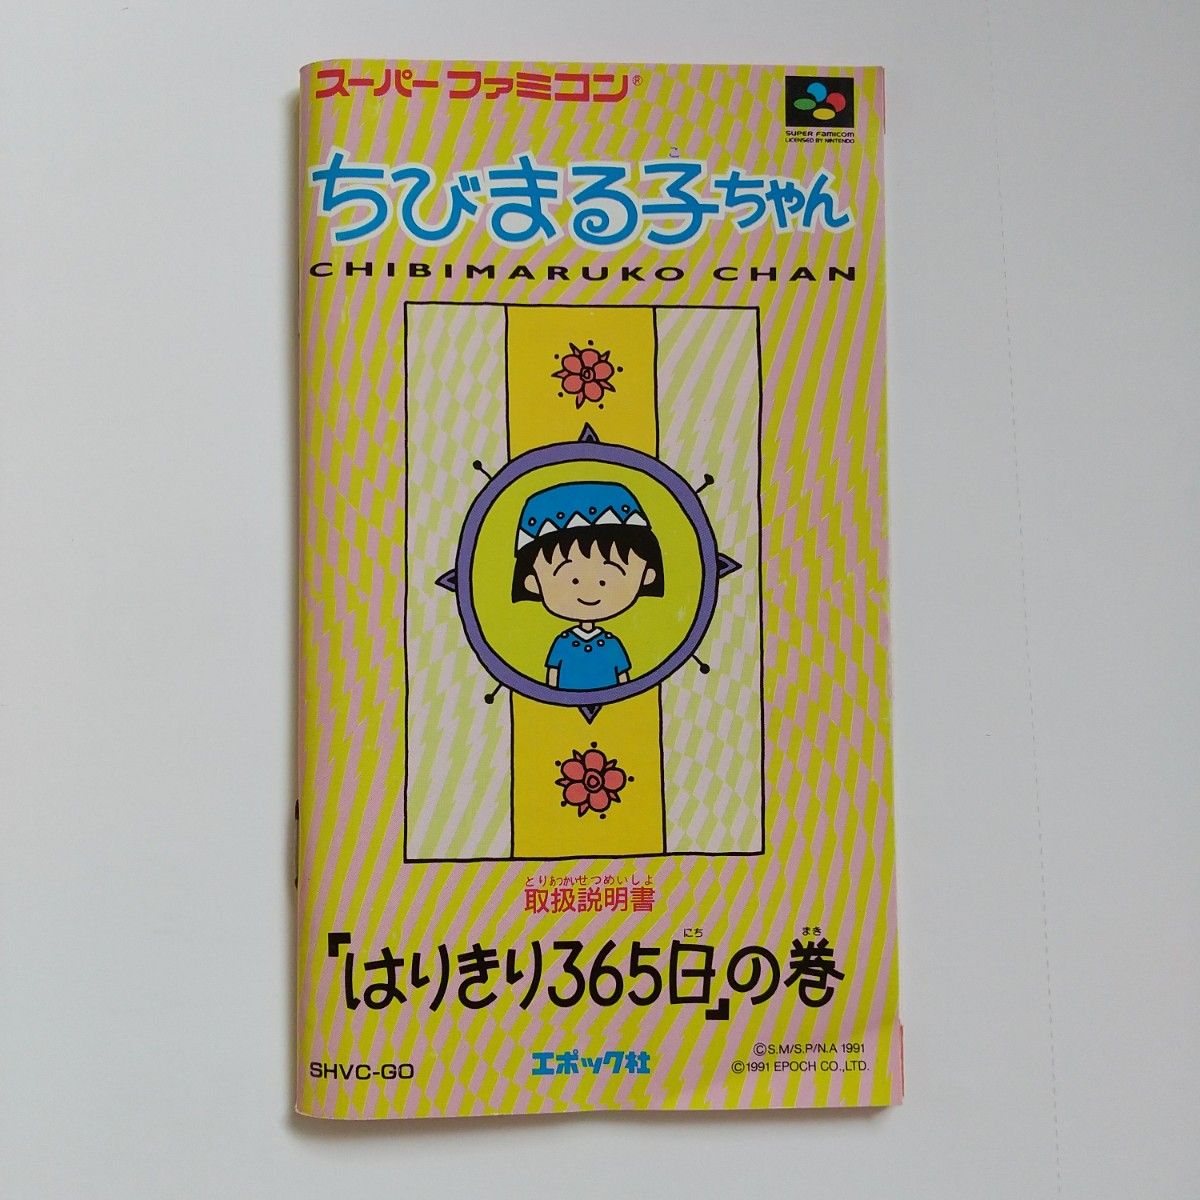 スーパーファミコン®
SUPER FAMICOM
LICENSED BY NINTENDO
こ
ちびまる子ちゃん
CHIBIMARUKO CHAN
とりあつかいせつめいしょ
取扱説明書
にち まき
「はりきり365日」の巻
SHVC-GO
エポック社
©S.M/S.P/N.A 1991
©1991 EPOCH CO.,LTD.